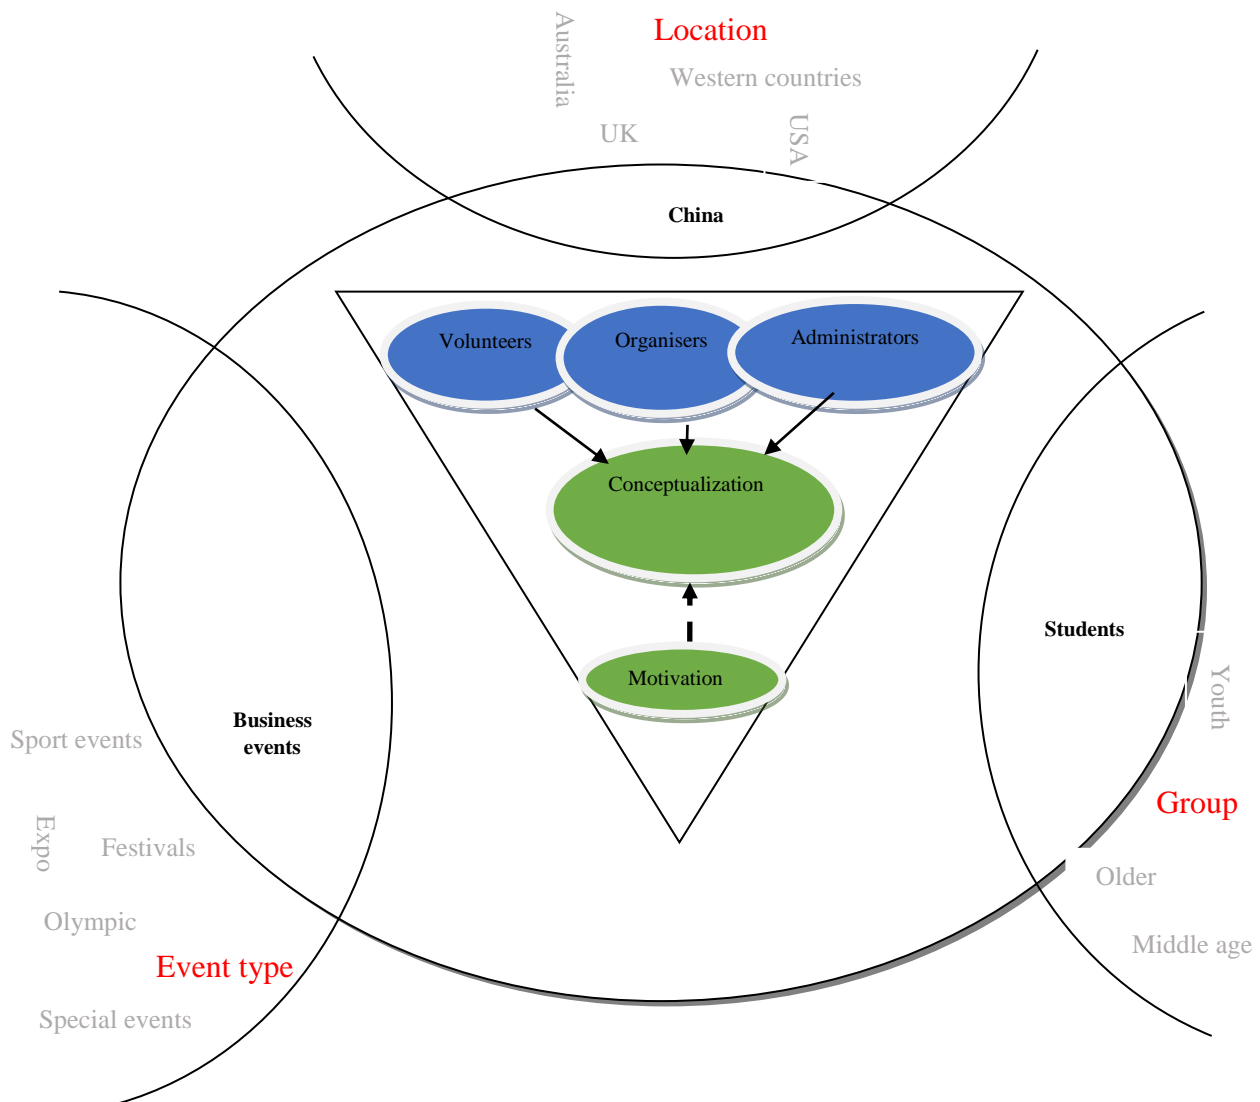 Location
Australia
Western countries
UK
USA
China
Volunteers
Organisers
Administrators
Conceptualization
Motivation
Students
Youth
Business
events
Sport events
Group
Expo
Festivals
Older
Olympic
Middle age
Event type
Special events